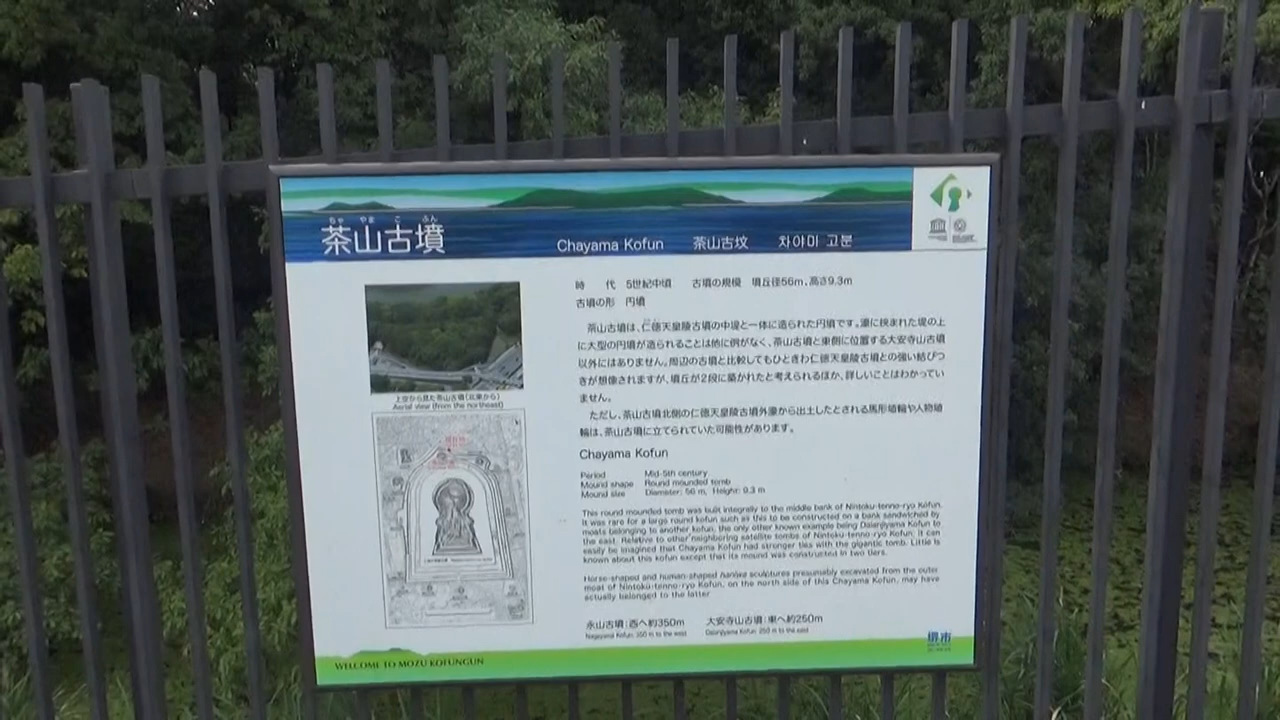 ちゃ やま こ ふん
茶山古墳
Chayama Kofun 茶山古坟 차야마 고분
時 代 5世紀中頃 古墳の規模 墳丘径56m、高さ9.3m
古墳の形 円墳
茶山古墳は、仁徳天皇陵古墳の中堤と一体に造られた円墳です。濠に挟まれた堤の上
に大型の円墳が造られることは他に例がなく、茶山古墳と東側に位置する大安寺山古墳
以外にはありません。周辺の古墳と比較してもひときわ仁徳天皇陵古墳との強い結びつ
きが想像されますが、墳丘が2段に築かれたと考えられるほか、詳しいことはわかってい
ません。
ただし、茶山古墳北側の仁徳天皇陵古墳外濠から出土したとされる馬形埴輪や人物埴
輪は、茶山古墳に立てられていた可能性があります。
上空から見た茶山古墳(北東から)
Aerial view (from the northeast)
Chayama Kofun
Period Mid-5th century
Mound shape Round mounded tomb
Mound size Diameter: 56 m, Height: 9.3 m
This round mounded tomb was built integrally to the middle bank of Nintoku-tenno-ryo Kofun.
It was rare for a large round kofun such as this to be constructed on a bank sandwiched by
moats belonging to another kofun, the only other known example being Daianjiyama Kofun to
the east. Relative to other neighboring satellite tombs of Nintoku-tenno-ryo Kofun, it can
easily be imagined that Chayama Kofun had stronger ties with the gigantic tomb. Little is
known about this kofun except that its mound was constructed in two tiers.
Horse-shaped and human-shaped haniwa sculptures presumably excavated from the outer
moat of Nintoku-tenno-ryo Kofun, on the north side of this Chayama Kofun, may have
actually belonged to the latter
永山古墳：西へ約350m 大安寺山古墳：東へ約250m
Nagayama Kofun: 350 m to the west Daianjiyama Kofun: 250 m to the east
WELCOME TO MOZU KOFUNGUN
堺市